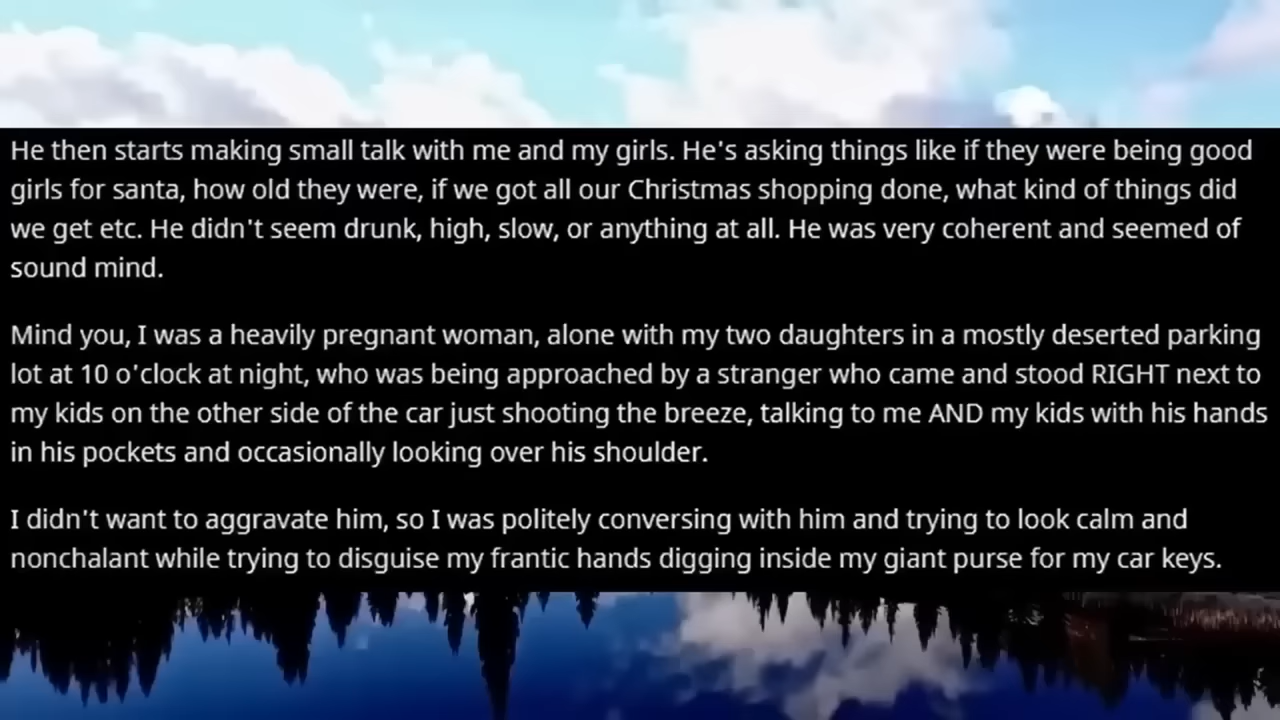 He then starts making small talk with me and my girls. He's asking things like if they were being good
girls for santa, how old they were, if we got all our Christmas shopping done, what kind of things did
we get etc. He didn't seem drunk, high, slow, or anything at all. He was very coherent and seemed of
sound mind.
Mind you, I was a heavily pregnant woman, alone with my two daughters in a mostly deserted parking
lot at 10 o'clock at night, who was being approached by a stranger who came and stood RIGHT next to
my kids on the other side of the car just shooting the breeze, talking to me AND my kids with his hands
in his pockets and occasionally looking over his shoulder.
I didn't want to aggravate him, so I was politely conversing with him and trying to look calm and
nonchalant while trying to disguise my frantic hands digging inside my giant purse for my car keys.